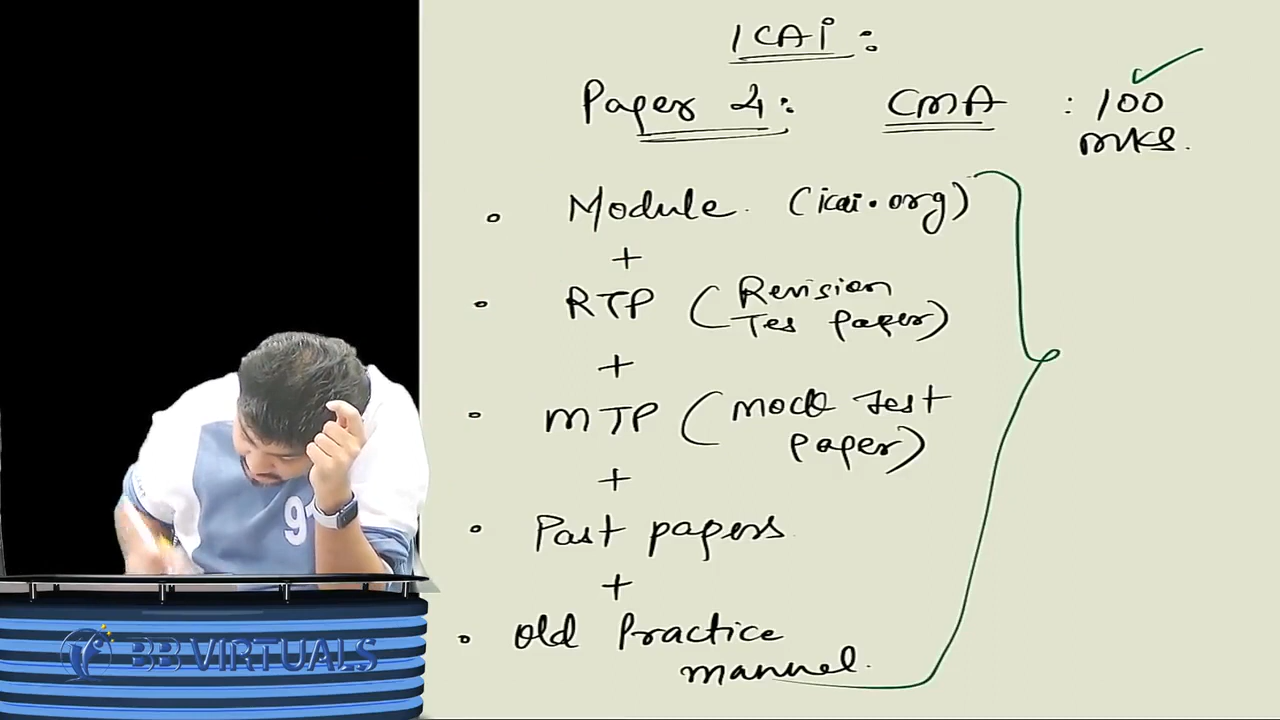 ICAI :
Paper 4: CMA : 100
mks.
• Module. (icai.org)
+
• RTP (Revision
Tes paper)
+
• MTP (Mock Test
paper)
+
• Past papers
+
• Old Practice
manuel.
91
BB VIRTUALS